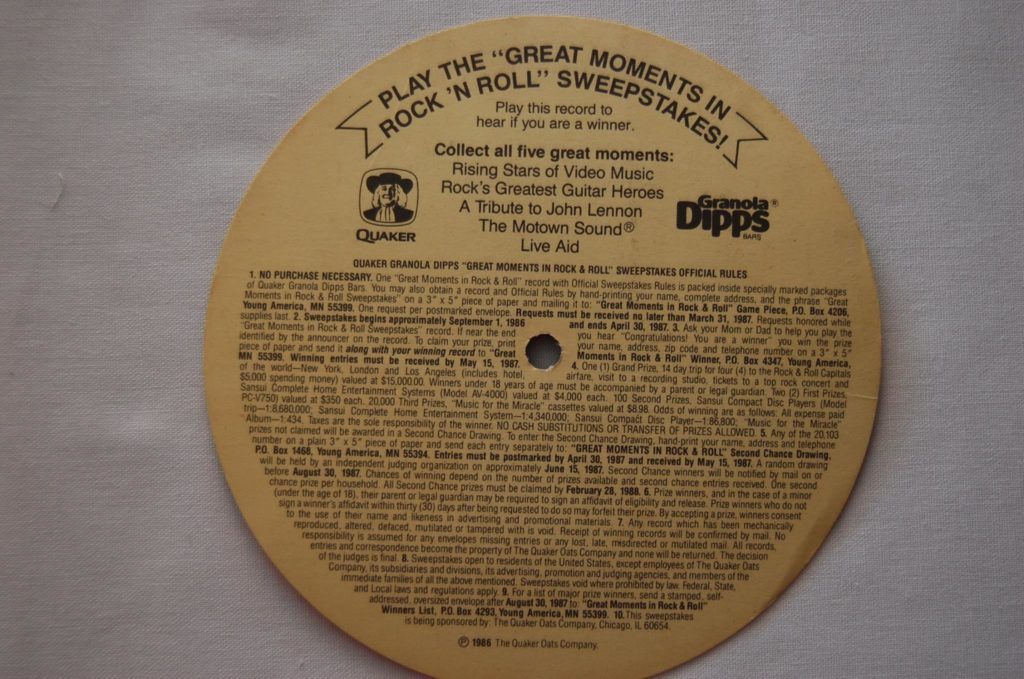 PLAY THE "GREAT MOMENTS IN
ROCK 'N ROLL" SWEEPSTAKES!
Play this record to
hear if you are a winner.
Collect all five great moments:
Rising Stars of Video Music
Rock's Greatest Guitar Heroes
A Tribute to John Lennon
The Motown Sound®
Live Aid
QUAKER
Granola®
Dipps
BARS
QUAKER GRANOLA DIPPS "GREAT MOMENTS IN ROCK & ROLL" SWEEPSTAKES OFFICIAL RULES
1. NO PURCHASE NECESSARY. One "Great Moments in Rock & Roll" record with Official Sweepstakes Rules is packed inside specially marked packages
of Quaker Granola Dipps Bars. You may also obtain a record and Official Rules by hand-printing your name, complete address, and the phrase "Great
Moments in Rock & Roll Sweepstakes" on a 3" x 5" piece of paper and mailing it to: "Great Moments in Rock & Roll" Game Piece, P.O. Box 4206,
Young America, MN 55399. One request per postmarked envelope. Requests must be received no later than March 31, 1987. Requests honored while
supplies last. 2. Sweepstakes begins approximately September 1, 1986 and ends April 30, 1987. 3. Ask your Mom or Dad to help you play the
"Great Moments in Rock & Roll Sweepstakes" record. If near the end you hear "Congratulations! You are a winner" you win the prize
identified by the announcer on the record. To claim your prize, print your name, address, zip code and telephone number on a 3" x 5"
piece of paper and send it along with your winning record to "Great Moments in Rock & Roll" Winner, P.O. Box 4347, Young America,
MN 55399. Winning entries must be received by May 15, 1987. 4. One (1) Grand Prize, 14 day trip for four (4) to the Rock & Roll Capitals
of the world—New York, London and Los Angeles (includes hotel, airfare, visit to a recording studio, tickets to a top rock concert and
$5,000 spending money) valued at $15,000.00. Winners under 18 years of age must be accompanied by a parent or legal guardian. Two (2) First Prizes,
Sansui Complete Home Entertainment Systems (Model AV-4000) valued at $4,000 each. 100 Second Prizes, Sansui Compact Disc Players (Model
PC-V750) valued at $350 each. 20,000 Third Prizes, "Music for the Miracle" cassettes valued at $8.98. Odds of winning are as follows: All expense paid
trip—1:8,680,000; Sansui Complete Home Entertainment System—1:4,340,000; Sansui Compact Disc Player—1:86,800; "Music for the Miracle"
Album—1:434. Taxes are the sole responsibility of the winner. NO CASH SUBSTITUTIONS OR TRANSFER OF PRIZES ALLOWED. 5. Any of the 20,103
prizes not claimed will be awarded in a Second Chance Drawing. To enter the Second Chance Drawing, hand-print your name, address and telephone
number on a plain 3" x 5" piece of paper and send each entry separately to: "GREAT MOMENTS IN ROCK & ROLL" Second Chance Drawing,
P.O. Box 1468, Young America, MN 55394. Entries must be postmarked by April 30, 1987 and received by May 15, 1987. A random drawing
will be held by an independent judging organization on approximately June 15, 1987. Second Chance winners will be notified by mail on or
before August 30, 1987. Chances of winning depend on the number of prizes available and second chance entries received. One second
chance prize per household. All Second Chance prizes must be claimed by February 28, 1988. 6. Prize winners, and in the case of a minor
(under the age of 18), their parent or legal guardian may be required to sign an affidavit of eligibility and release. Prize winners who do not
sign a winner's affidavit within thirty (30) days after being requested to do so may forfeit their prize. By accepting a prize, winners consent
to the use of their name and likeness in advertising and promotional materials. 7. Any record which has been mechanically
reproduced, altered, defaced, mutilated or tampered with is void. Receipt of winning records will be confirmed by mail. No
responsibility is assumed for any envelopes missing entries or any lost, late, misdirected or mutilated mail. All records,
entries and correspondence become the property of The Quaker Oats Company and none will be returned. The decision
of the judges is final. 8. Sweepstakes open to residents of the United States, except employees of The Quaker Oats
Company, its subsidiaries and divisions, its advertising, promotion and judging agencies, and members of the
immediate families of all the above mentioned. Sweepstakes void where prohibited by law. Federal, State,
and Local laws and regulations apply. 9. For a list of major prize winners, send a stamped, self-
addressed, oversized envelope after August 30, 1987 to: "Great Moments in Rock & Roll"
Winners List, P.O. Box 4293, Young America, MN 55399. 10. This sweepstakes
is being sponsored by: The Quaker Oats Company, Chicago, IL 60654.
℗ 1986 The Quaker Oats Company.